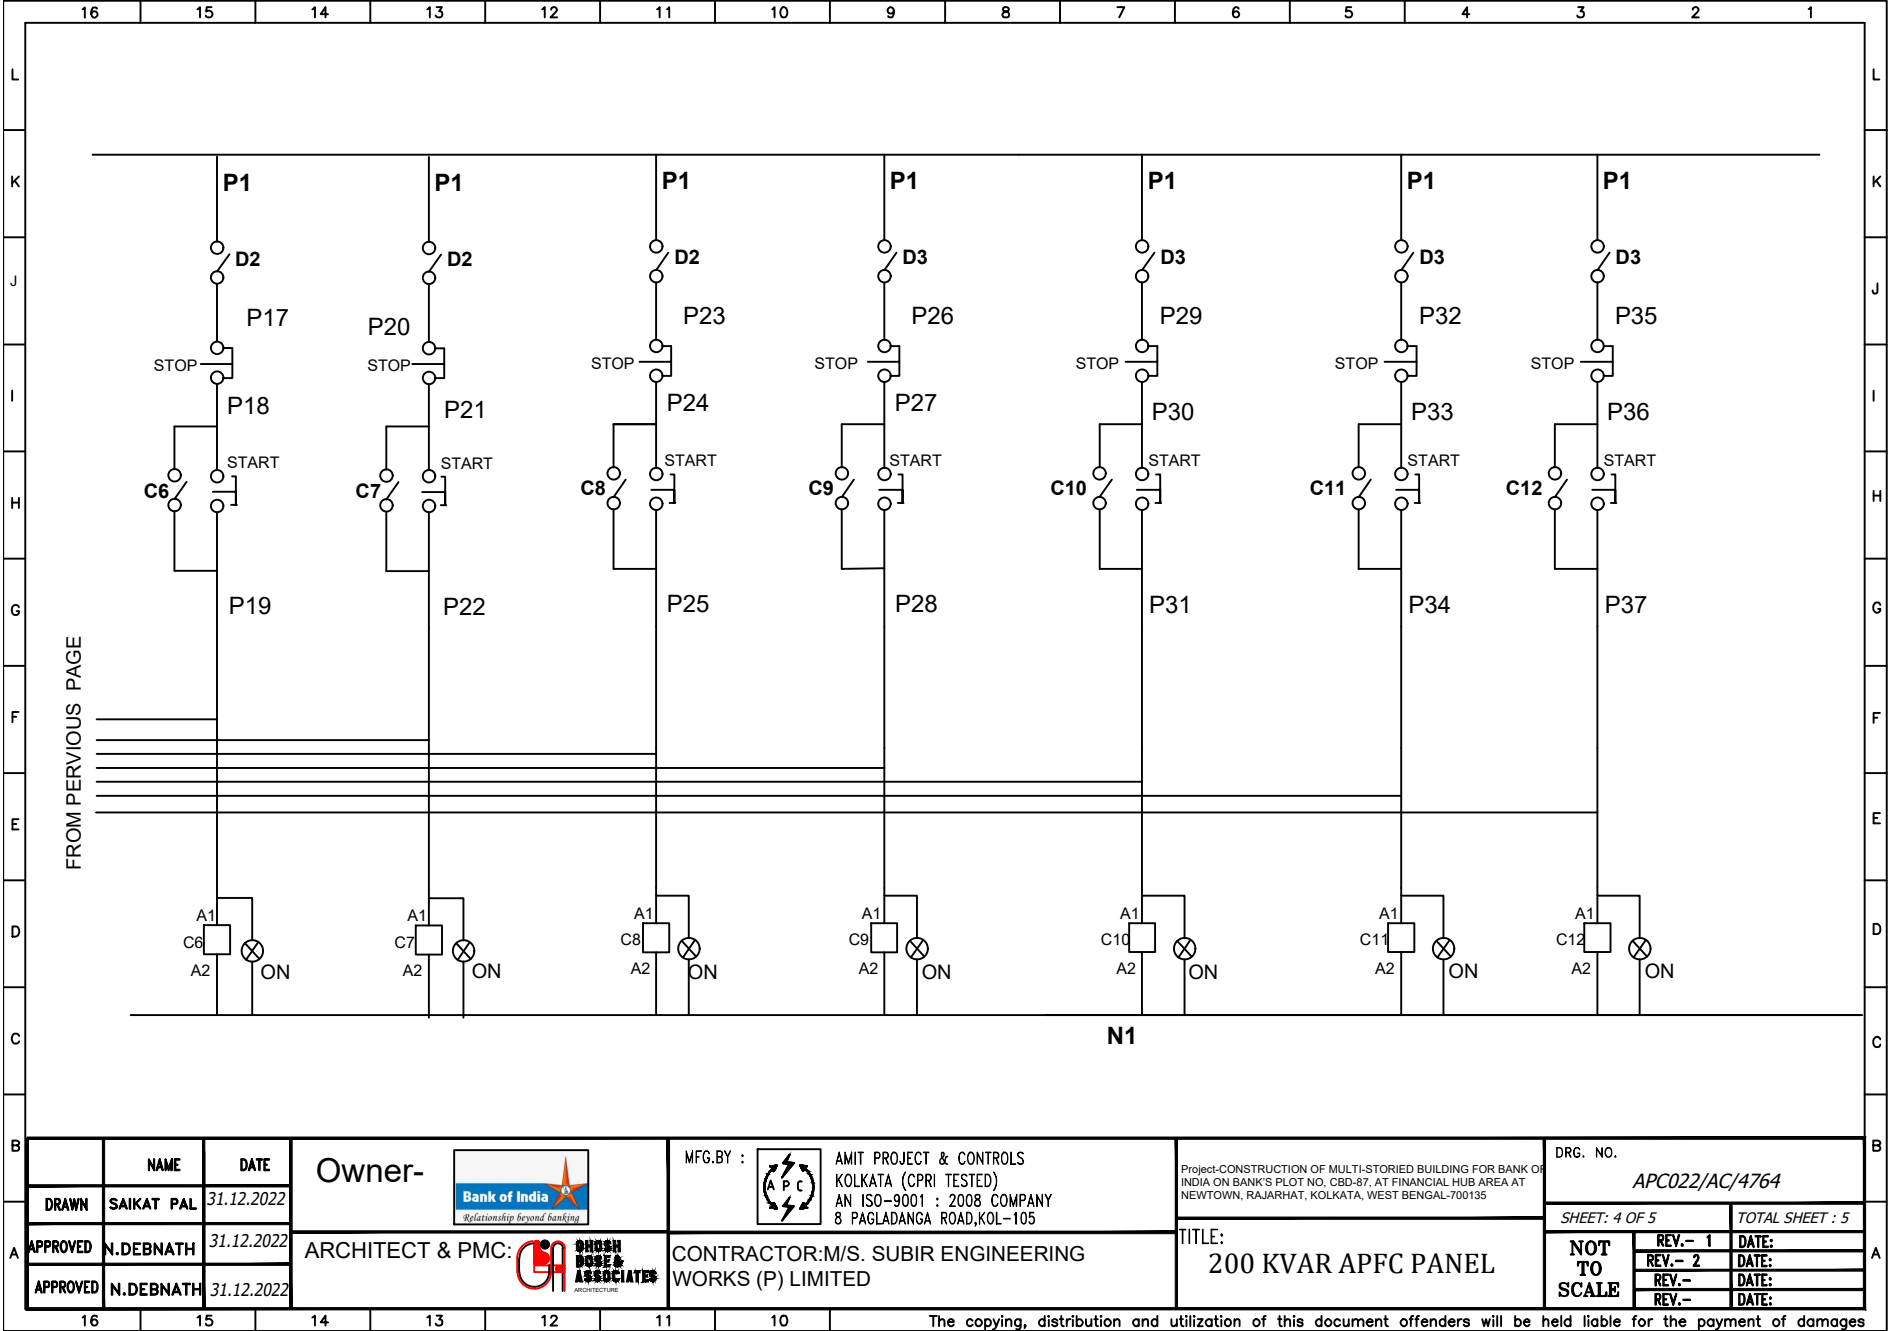 16 15 14 13 12 11 10 9 8 7 6 5 4 3 2 1
L L
P1 P1 P1 P1 P1 P1 P1
K K
D2 D2 D2 D3 D3 D3 D3
J J
P17 P20 P23 P26 P29 P32 P35
STOP STOP STOP STOP STOP STOP STOP
I I
P18 P21 P24 P27 P30 P33 P36
START START START START START START START
C6 C7 C8 C9 C10 C11 C12
H H
P19 P22 P25 P28 P31 P34 P37
G G
FROM PERVIOUS PAGE
F F
E E
A1 A1 A1 A1 A1 A1 A1
C6 C7 C8 C9 C10 C11 C12
D D
A2 A2 A2 A2 A2 A2 A2
ON ON ON ON ON ON ON
N1
C C
B B
NAME DATE
DRAWN SAIKAT PAL 31.12.2022
APPROVED N.DEBNATH 31.12.2022
APPROVED N.DEBNATH 31.12.2022
A A
Owner-
Bank of India
Relationship beyond banking
ARCHITECT & PMC:
GHOSH
BOSE &
ASSOCIATES
ARCHITECTURE
MFG.BY :
A P C
AMIT PROJECT & CONTROLS
KOLKATA (CPRI TESTED)
AN ISO-9001 : 2008 COMPANY
8 PAGLADANGA ROAD,KOL-105
CONTRACTOR:M/S. SUBIR ENGINEERING
WORKS (P) LIMITED
Project-CONSTRUCTION OF MULTI-STORIED BUILDING FOR BANK OF
INDIA ON BANK'S PLOT NO, CBD-87, AT FINANCIAL HUB AREA AT
NEWTOWN, RAJARHAT, KOLKATA, WEST BENGAL-700135
TITLE:
200 KVAR APFC PANEL
DRG. NO.
APC022/AC/4764
SHEET: 4 OF 5 TOTAL SHEET : 5
NOT
TO
SCALE
REV.- 1 DATE:
REV.- 2 DATE:
REV.- DATE:
REV.- DATE:
16 15 14 13 12 11 10
The copying, distribution and utilization of this document offenders will be held liable for the payment of damages